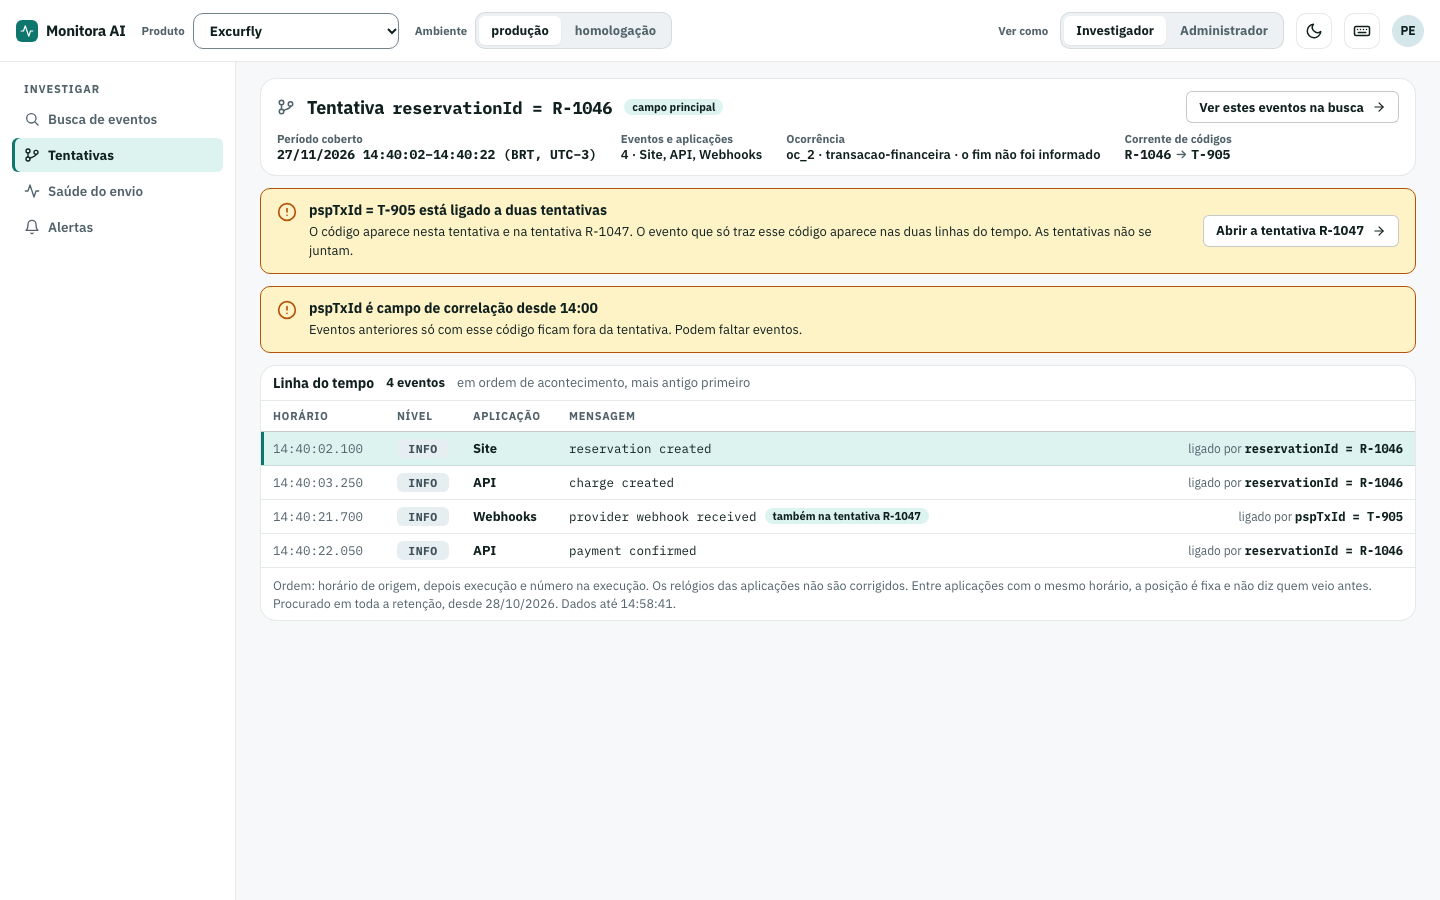 Monitora AI
Produto
Excurfly
Ambiente
produção
homologação
Ver como
Investigador
Administrador
PE
INVESTIGAR
Busca de eventos
Tentativas
Saúde do envio
Alertas
Tentativa reservationId = R-1046
campo principal
Ver estes eventos na busca →
Período coberto
27/11/2026 14:40:02–14:40:22 (BRT, UTC−3)
Eventos e aplicações
4 · Site, API, Webhooks
Ocorrência
oc_2 · transacao-financeira · o fim não foi informado
Corrente de códigos
R-1046 → T-905
pspTxId = T-905 está ligado a duas tentativas
O código aparece nesta tentativa e na tentativa R-1047. O evento que só traz esse código aparece nas duas linhas do tempo. As tentativas não se
juntam.
Abrir a tentativa R-1047 →
pspTxId é campo de correlação desde 14:00
Eventos anteriores só com esse código ficam fora da tentativa. Podem faltar eventos.
Linha do tempo 4 eventos em ordem de acontecimento, mais antigo primeiro
HORÁRIO NÍVEL APLICAÇÃO MENSAGEM
14:40:02.100 INFO Site reservation created ligado por reservationId = R-1046
14:40:03.250 INFO API charge created ligado por reservationId = R-1046
14:40:21.700 INFO Webhooks provider webhook received também na tentativa R-1047 ligado por pspTxId = T-905
14:40:22.050 INFO API payment confirmed ligado por reservationId = R-1046
Ordem: horário de origem, depois execução e número na execução. Os relógios das aplicações não são corrigidos. Entre aplicações com o mesmo horário, a posição é fixa e não diz quem veio antes.
Procurado em toda a retenção, desde 28/10/2026. Dados até 14:58:41.